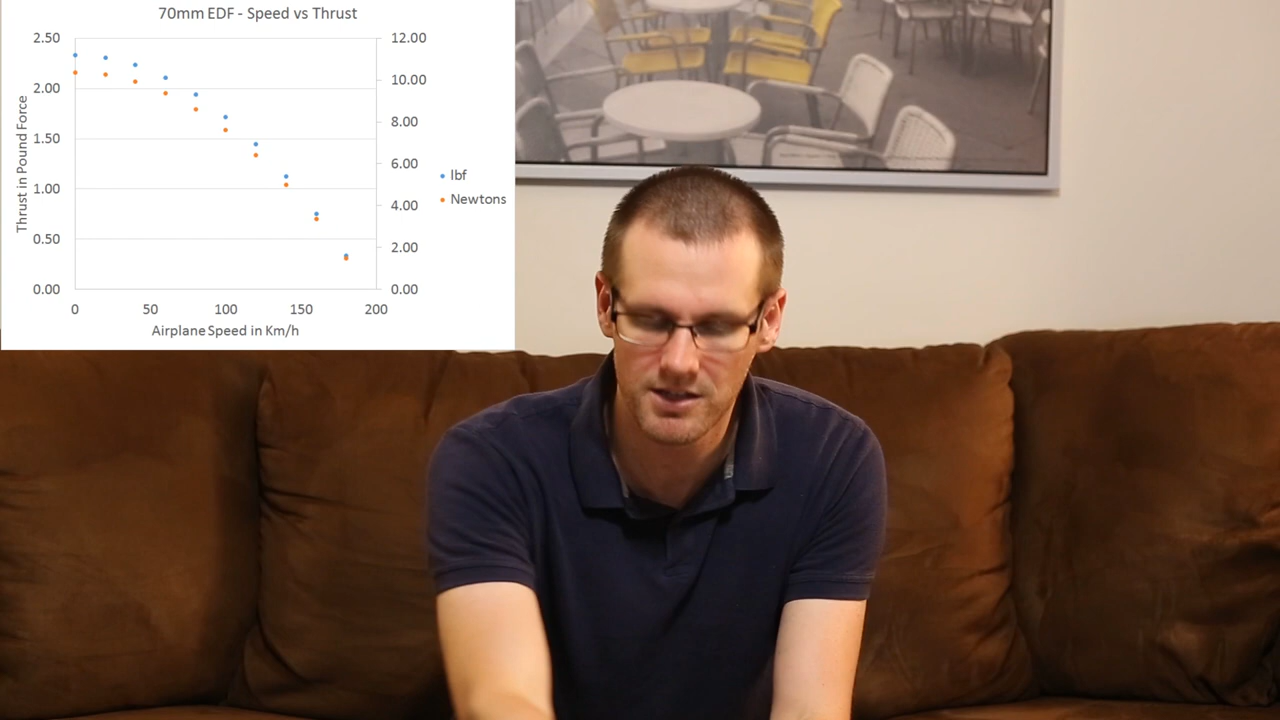 70mm EDF - Speed vs Thrust
2.50
2.00
1.50
1.00
0.50
0.00
Thrust in Pound Force
12.00
10.00
8.00
6.00
4.00
2.00
0.00
lbf
Newtons
0 50 100 150 200
Airplane Speed in Km/h